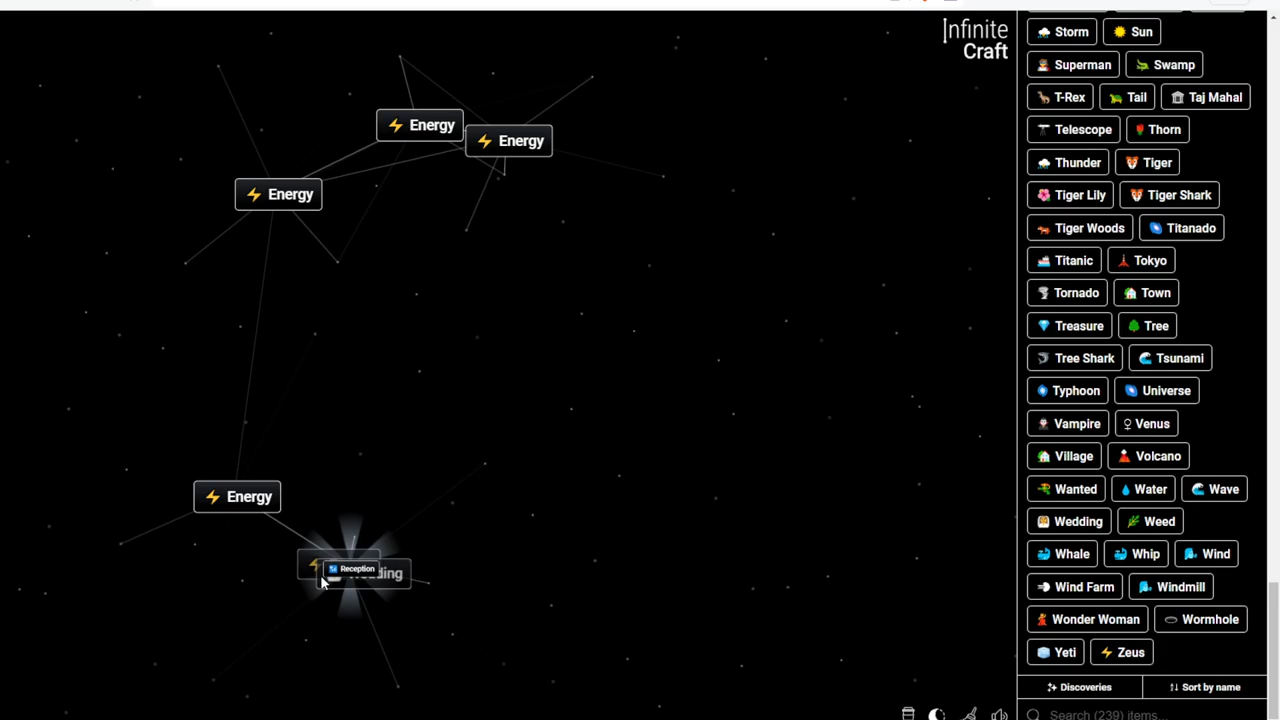 Infinite
Craft
Energy
Energy
Energy
Energy
Reception
Storm Sun
Superman Swamp
T-Rex Tail Taj Mahal
Telescope Thorn
Thunder Tiger
Tiger Lily Tiger Shark
Tiger Woods Titanado
Titanic Tokyo
Tornado Town
Treasure Tree
Tree Shark Tsunami
Typhoon Universe
Vampire Venus
Village Volcano
Wanted Water Wave
Wedding Weed
Whale Whip Wind
Wind Farm Windmill
Wonder Woman Wormhole
Yeti Zeus
Discoveries Sort by name
Search (239) items...